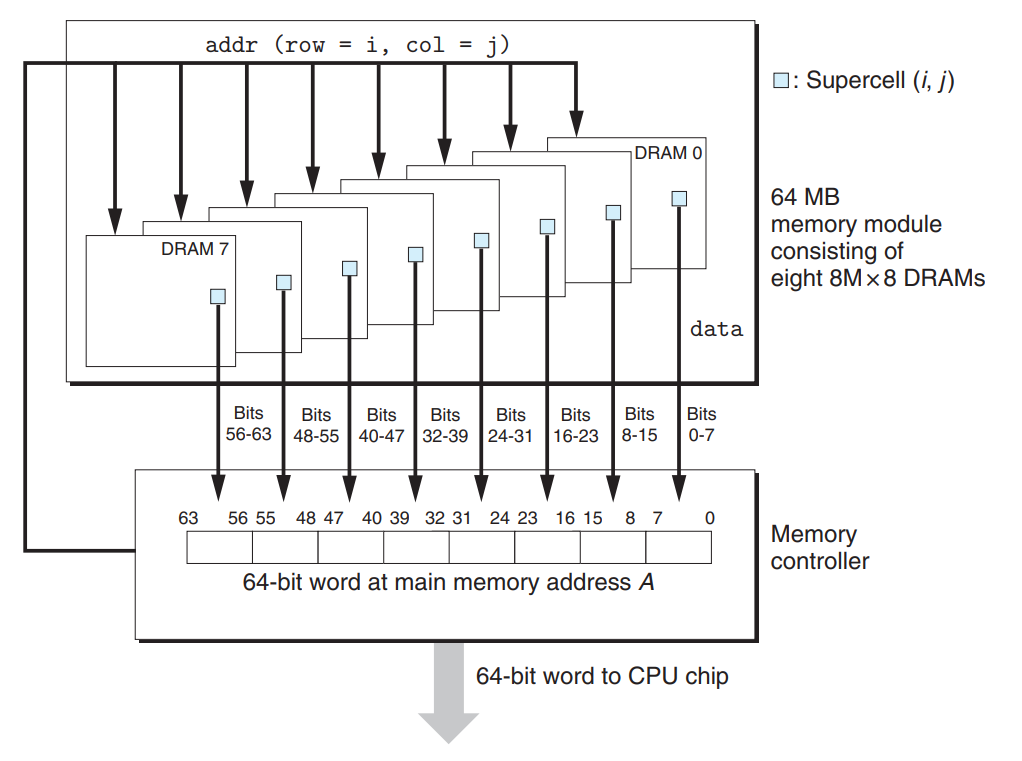 addr (row = i, col = j)
: Supercell (i, j)
DRAM 0
64 MB
memory module
consisting of
eight 8M×8 DRAMs
DRAM 7
data
Bits
56-63
Bits
48-55
Bits
40-47
Bits
32-39
Bits
24-31
Bits
16-23
Bits
8-15
Bits
0-7
63 56 55 48 47 40 39 32 31 24 23 16 15 8 7 0
64-bit word at main memory address A
Memory
controller
64-bit word to CPU chip